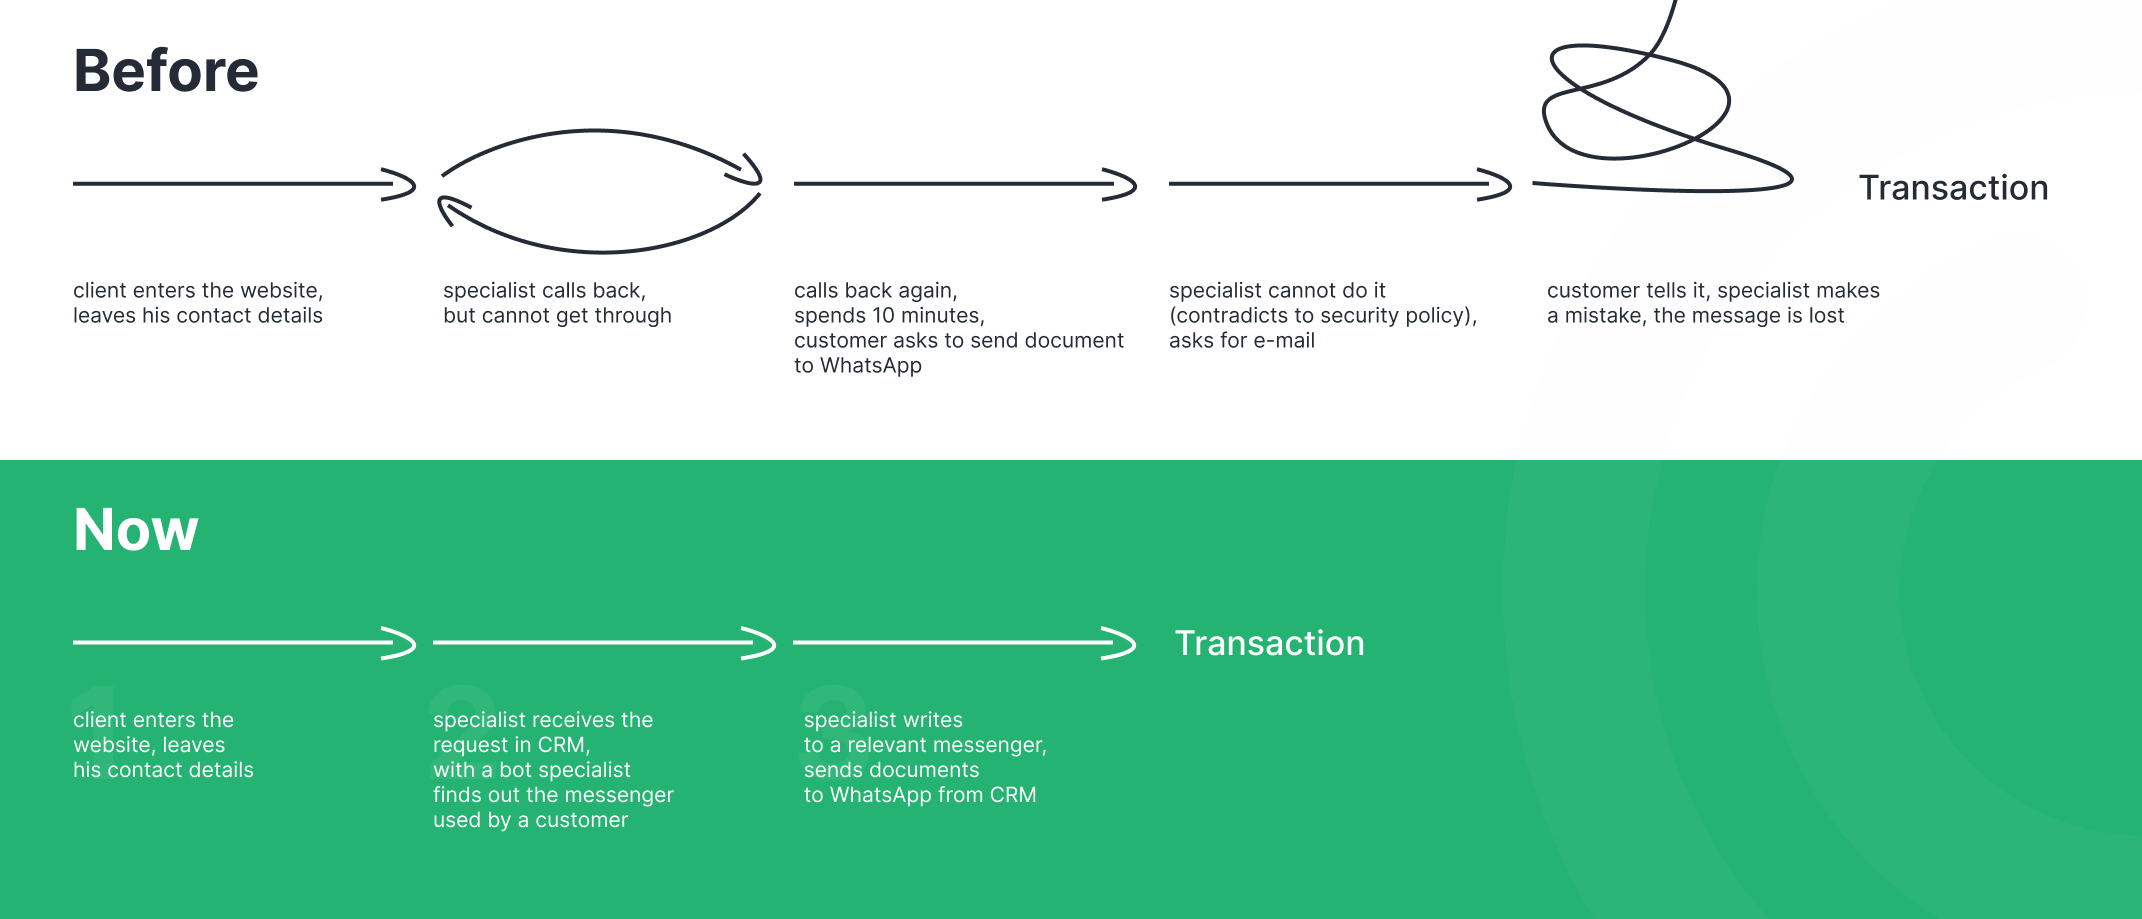 Before
Transaction
client enters the website,
leaves his contact details
specialist calls back,
but cannot get through
calls back again,
spends 10 minutes,
customer asks to send document
to WhatsApp
specialist cannot do it
(contradicts to security policy),
asks for e-mail
customer tells it, specialist makes
a mistake, the message is lost
Now
Transaction
1
client enters the
website, leaves
his contact details
2
specialist receives the
request in CRM,
with a bot specialist
finds out the messenger
used by a customer
3
specialist writes
to a relevant messenger,
sends documents
to WhatsApp from CRM